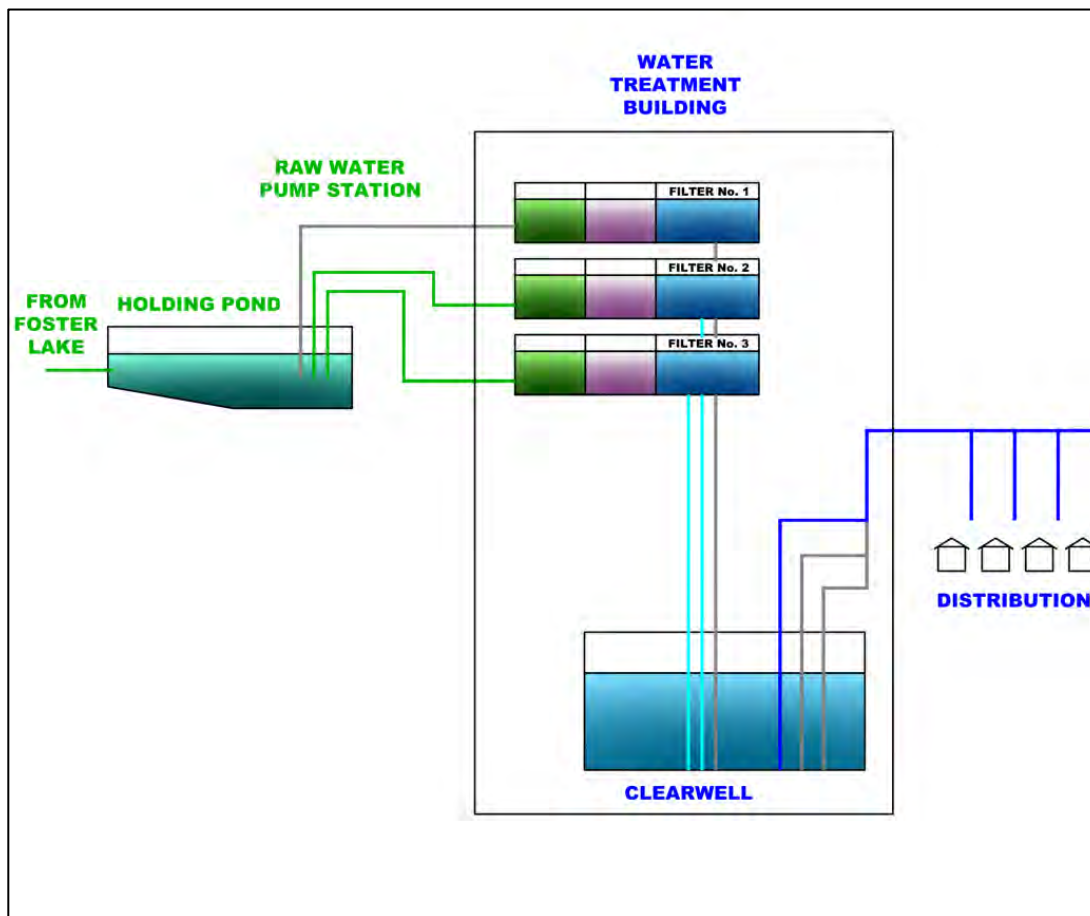 WATER
TREATMENT
BUILDING
RAW WATER
PUMP STATION
FILTER No. 1
FILTER No. 2
FROM
FOSTER
LAKE
HOLDING POND
FILTER No. 3
DISTRIBUTION
CLEARWELL